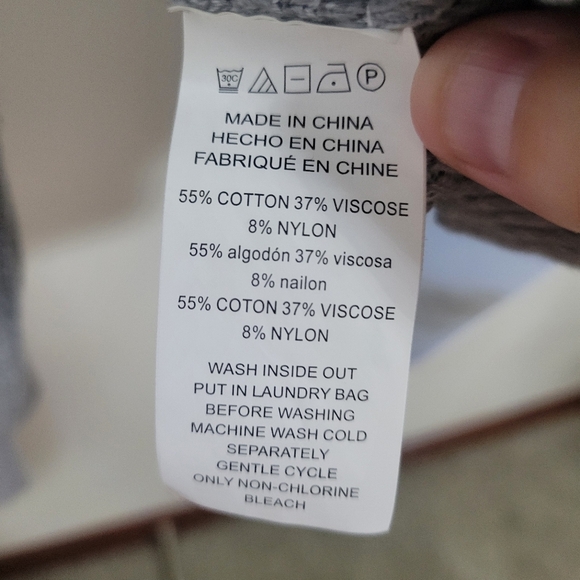 30C
P
MADE IN CHINA
HECHO EN CHINA
FABRIQUÉ EN CHINE
55% COTTON 37% VISCOSE
8% NYLON
55% algodón 37% viscosa
8% nailon
55% COTON 37% VISCOSE
8% NYLON
WASH INSIDE OUT
PUT IN LAUNDRY BAG
BEFORE WASHING
MACHINE WASH COLD
SEPARATELY
GENTLE CYCLE
ONLY NON-CHLORINE
BLEACH